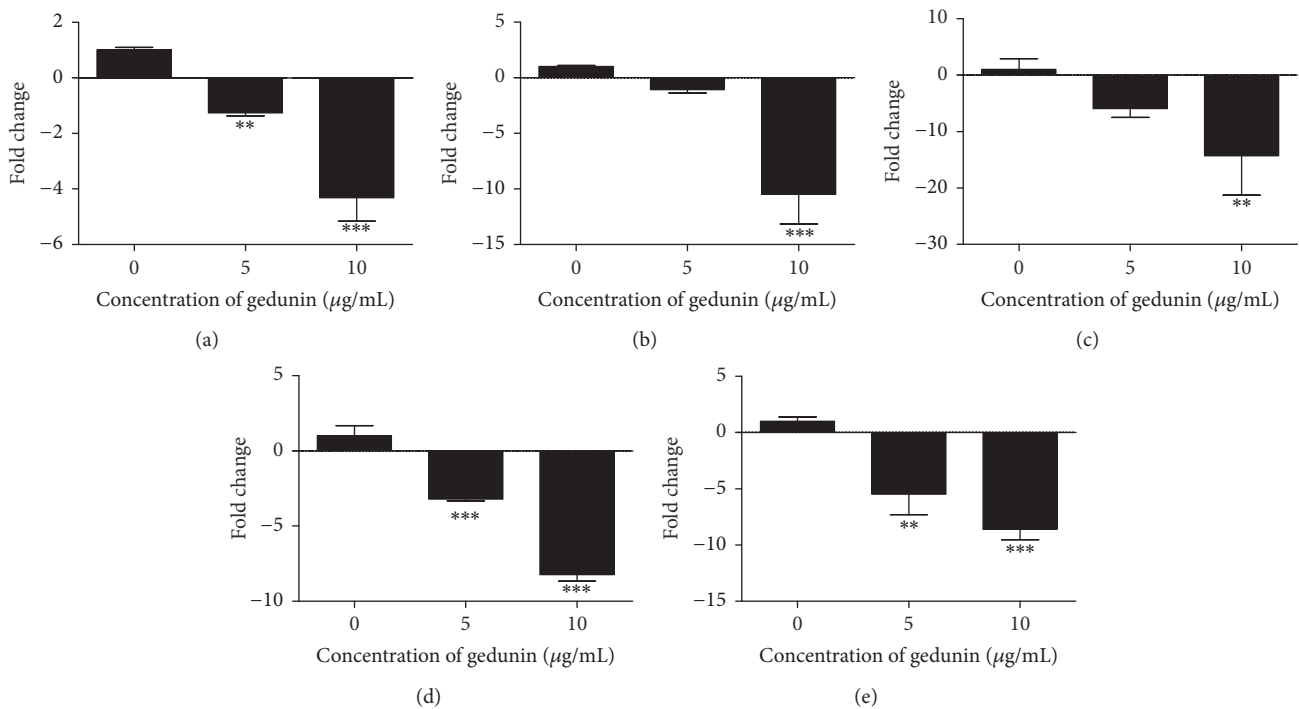 Fold change
2
0
−2
−4
−6
**
***
0 5 10
Concentration of gedunin (μg/mL)
(a)
Fold change
5
0
−5
−10
−15
***
0 5 10
Concentration of gedunin (μg/mL)
(b)
Fold change
10
0
−10
−20
−30
**
0 5 10
Concentration of gedunin (μg/mL)
(c)
Fold change
5
0
−5
−10
***
***
0 5 10
Concentration of gedunin (μg/mL)
(d)
Fold change
5
0
−5
−10
−15
**
***
0 5 10
Concentration of gedunin (μg/mL)
(e)